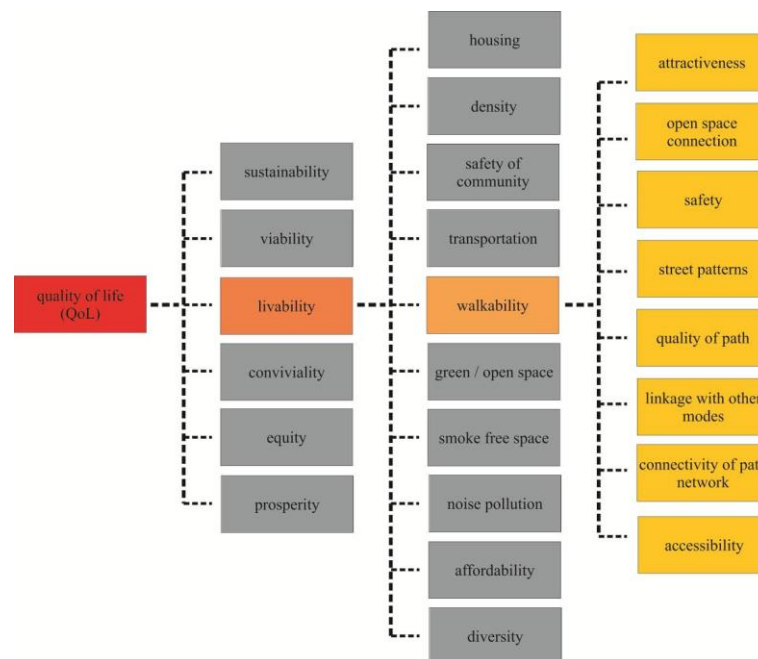 quality of life
(QoL)
sustainability
viability
livability
conviviality
equity
prosperity
housing
density
safety of
community
transportation
walkability
green / open space
smoke free space
noise pollution
affordability
diversity
attractiveness
open space
connection
safety
street patterns
quality of path
linkage with other
modes
connectivity of path
network
accessibility